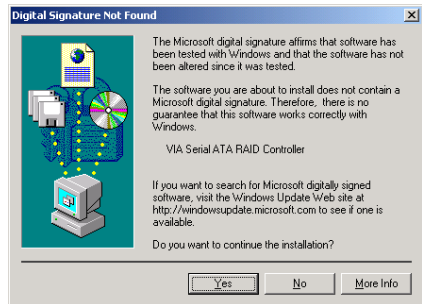 Digital Signature Not Found
The Microsoft digital signature affirms that software has
been tested with Windows and that the software has not
been altered since it was tested.
The software you are about to install does not contain a
Microsoft digital signature. Therefore, there is no
guarantee that this software works correctly with
Windows.
VIA Serial ATA RAID Controller
If you want to search for Microsoft digitally signed
software, visit the Windows Update Web site at
http://windowsupdate.microsoft.com to see if one is
available.
Do you want to continue the installation?
Yes No More Info